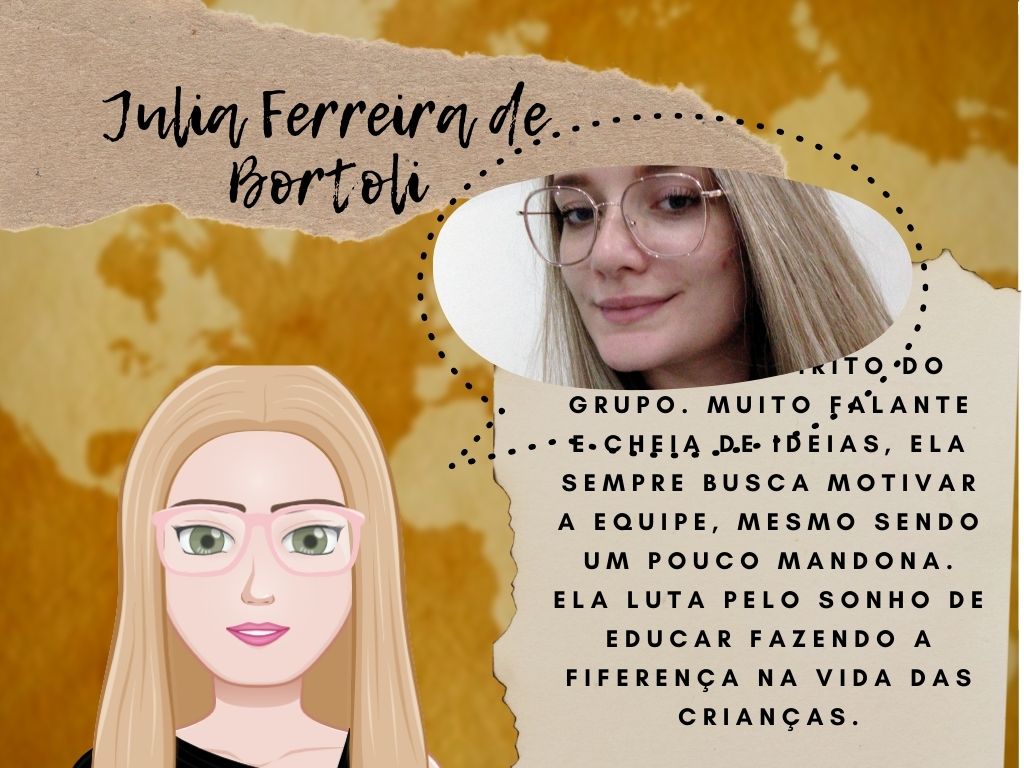 Julia Ferreira de
Bortoli
DO
GRUPO. MUITO FALANTE
E CHEIA DE IDEIAS, ELA
SEMPRE BUSCA MOTIVAR
A EQUIPE, MESMO SENDO
UM POUCO MANDONA.
ELA LUTA PELO SONHO DE
EDUCAR FAZENDO A
FIFERENÇA NA VIDA DAS
CRIANÇAS.